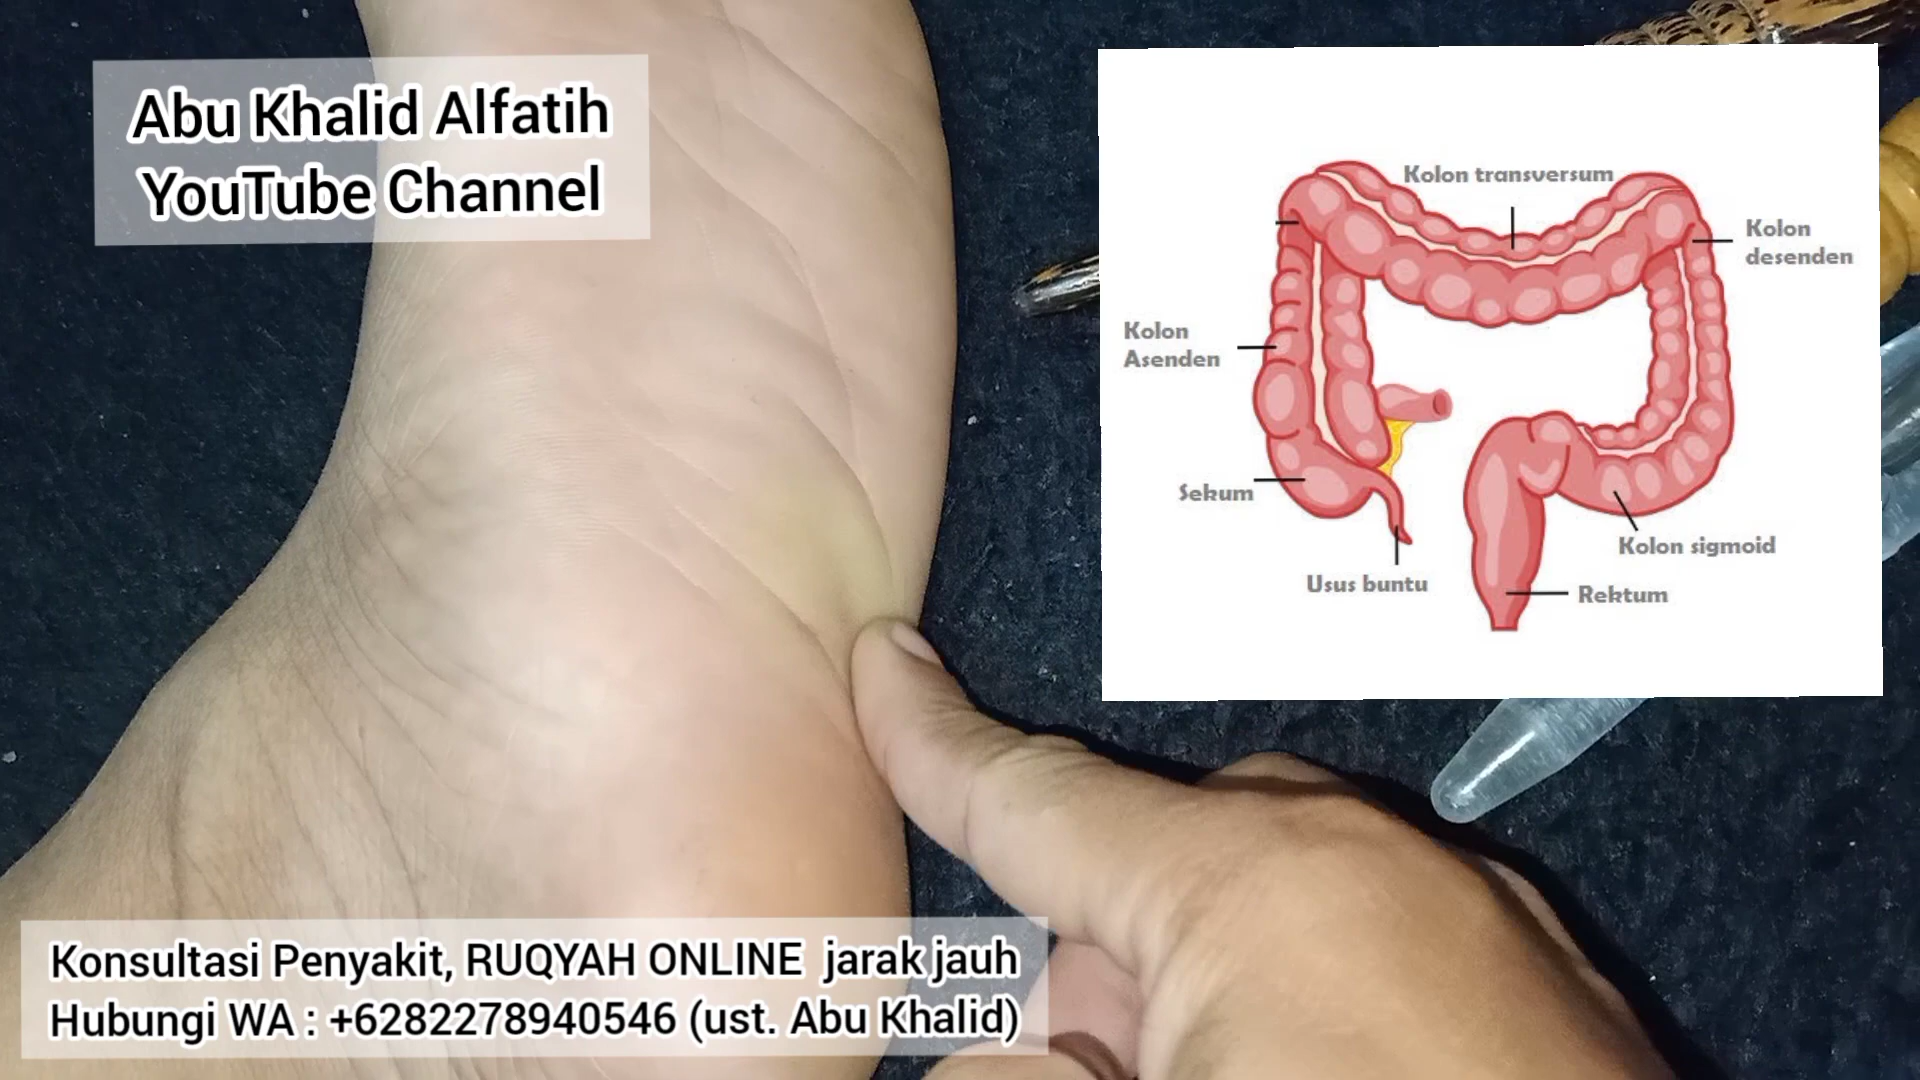 Abu Khalid Alfatih
YouTube Channel
Kolon transversum
Kolon
desenden
Kolon
Asenden
Sekum
Kolon sigmoid
Usus buntu
Rektum
Konsultasi Penyakit, RUQYAH ONLINE jarak jauh
Hubungi WA : +6282278940546 (ust. Abu Khalid)